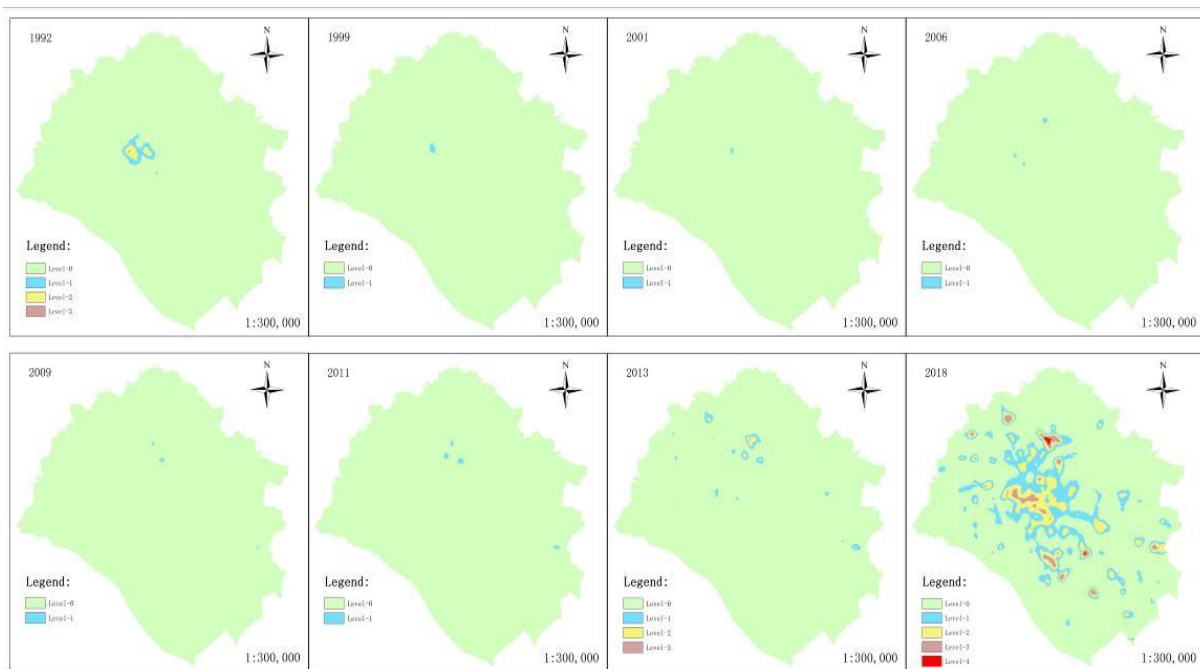 1992
N
Legend:
Level-0
Level-1
Level-2
Level-3
1:300,000
1999
N
Legend:
Level-0
Level-1
1:300,000
2001
N
Legend:
Level-0
Level-1
1:300,000
2006
N
Legend:
Level-0
Level-1
1:300,000
2009
N
Legend:
Level-0
Level-1
1:300,000
2011
N
Legend:
Level-0
Level-1
1:300,000
2013
N
Legend:
Level-0
Level-1
Level-2
Level-3
1:300,000
2018
N
Legend:
Level-0
Level-1
Level-2
Level-3
Level-4
1:300,000